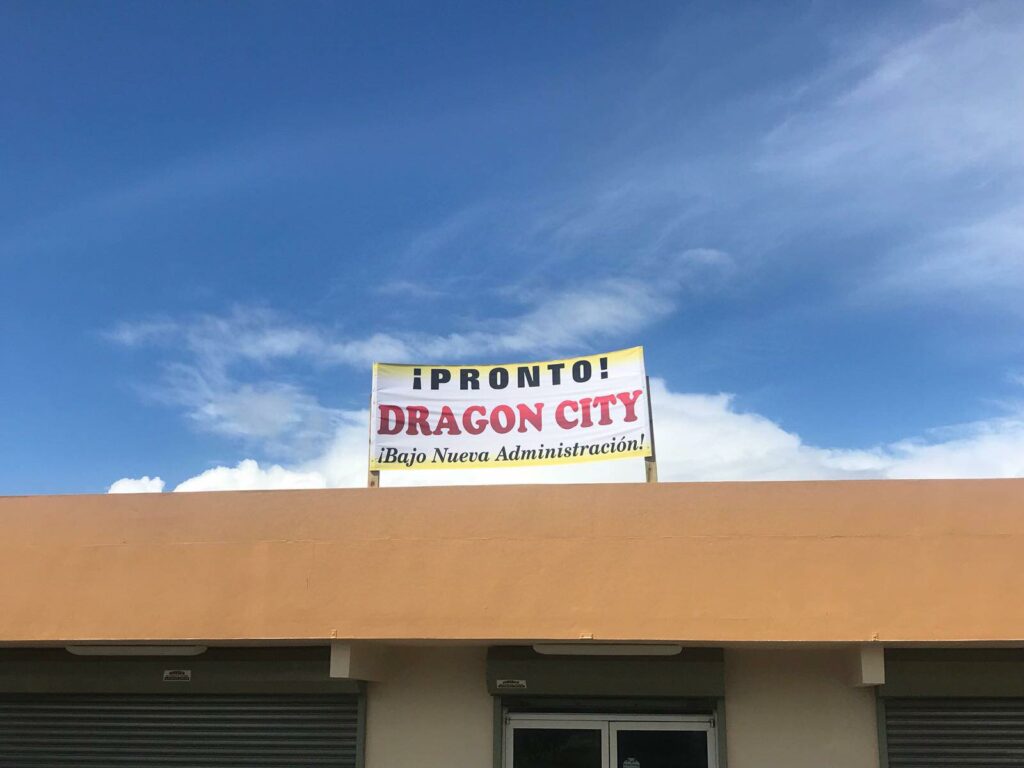 ¡PRONTO!
DRAGON CITY
¡Bajo Nueva Administración!